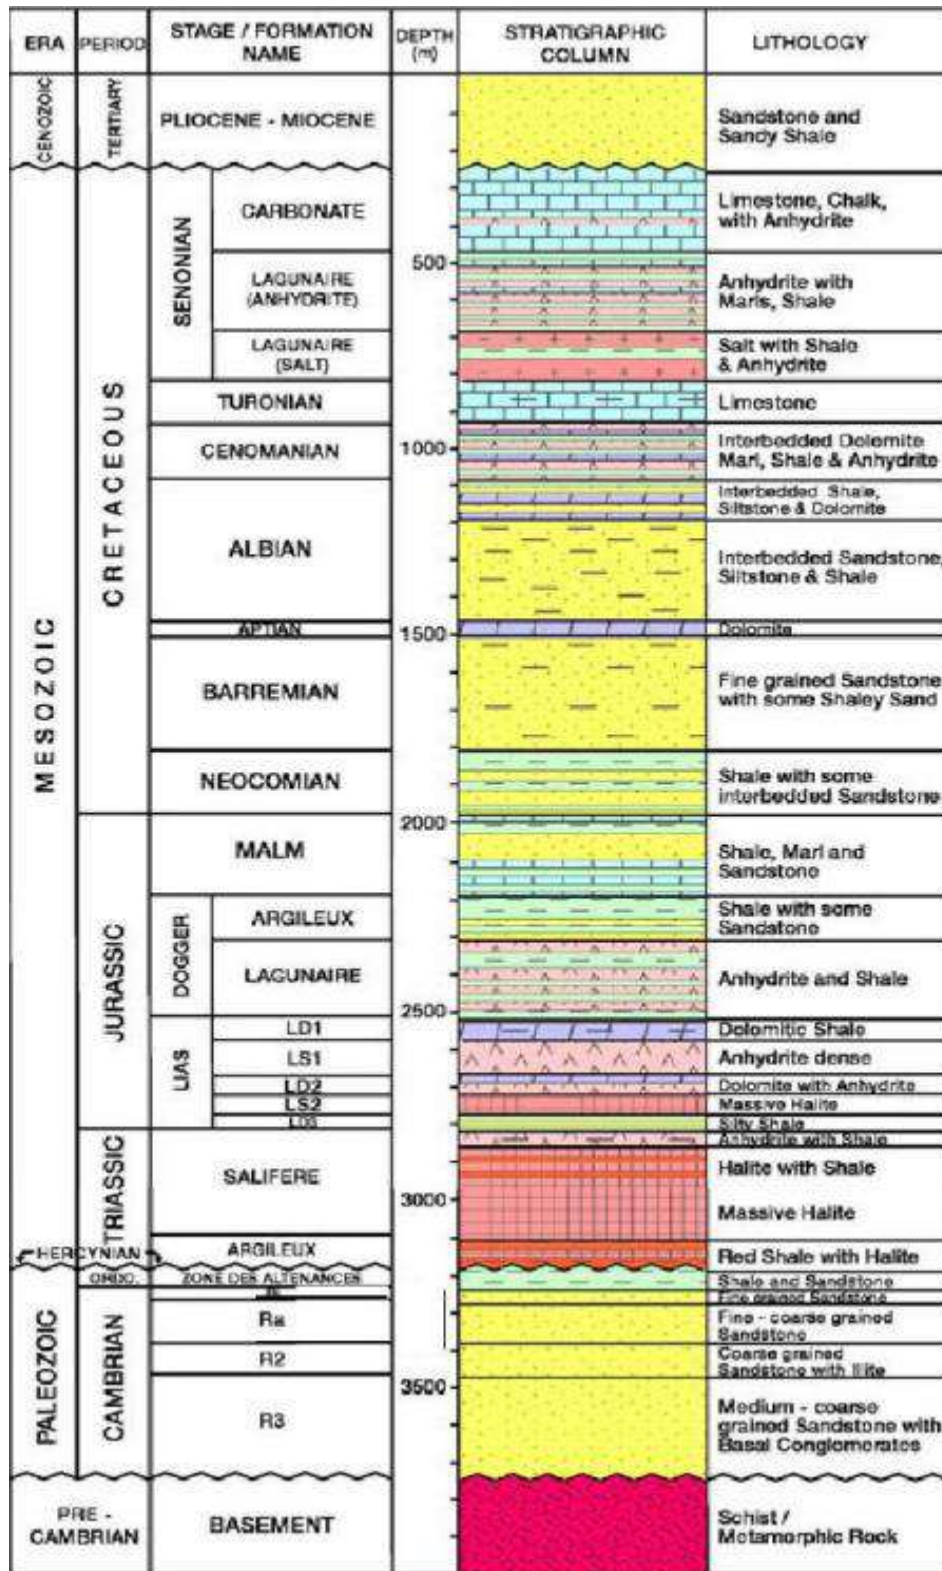 ERA
PERIOD
STAGE / FORMATION
NAME
DEPTH
(m)
STRATIGRAPHIC
COLUMN
LITHOLOGY
CENOZOIC
TERTIARY
PLIOCENE - MIOCENE
Sandstone and
Sandy Shale
MESOZOIC
CRETACEOUS
SENONIAN
CARBONATE
Limestone, Chalk,
with Anhydrite
500
LAGUNAIRE
(ANHYDRITE)
Anhydrite with
Marls, Shale
LAGUNAIRE
(SALT)
Salt with Shale
& Anhydrite
TURONIAN
Limestone
CENOMANIAN
1000
Interbedded Dolomite
Marl, Shale & Anhydrite
Interbedded Shale,
Siltstone & Dolomite
ALBIAN
Interbedded Sandstone,
Siltstone & Shale
APTIAN
1500
Dolomite
BARREMIAN
Fine grained Sandstone
with some Shaley Sand
NEOCOMIAN
Shale with some
interbedded Sandstone
2000
JURASSIC
MALM
Shale, Marl and
Sandstone
DOGGER
ARGILEUX
Shale with some
Sandstone
LAGUNAIRE
Anhydrite and Shale
2500
LIAS
LD1
Dolomitic Shale
LS1
Anhydrite dense
LD2
Dolomite with Anhydrite
LS2
Massive Halite
Silty Shale
Anhydrite with Shale
TRIASSIC
SALIFERE
Halite with Shale
3000
Massive Halite
ARGILEUX
Red Shale with Halite
HERCYNIAN
ORDO.
ZONE DES ALTENANCES
Shale and Sandstone
Fine grained Sandstone
PALEOZOIC
CAMBRIAN
Ra
Fine - coarse grained
Sandstone
R2
Coarse grained
Sandstone with Illite
3500
R3
Medium - coarse
grained Sandstone with
Basal Conglomerates
PRE -
CAMBRIAN
BASEMENT
Schist /
Metamorphic Rock